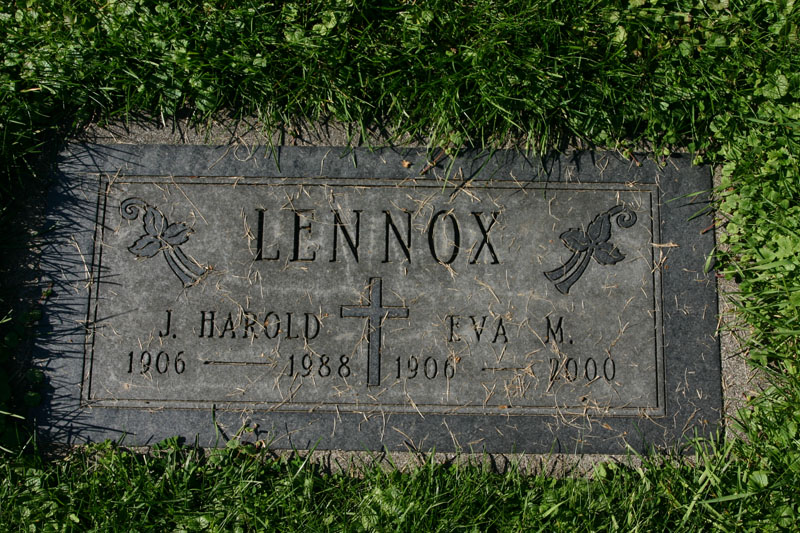 LENNOX
J. HAROLD EVA M.
1906 — 1988 1906 — 2000